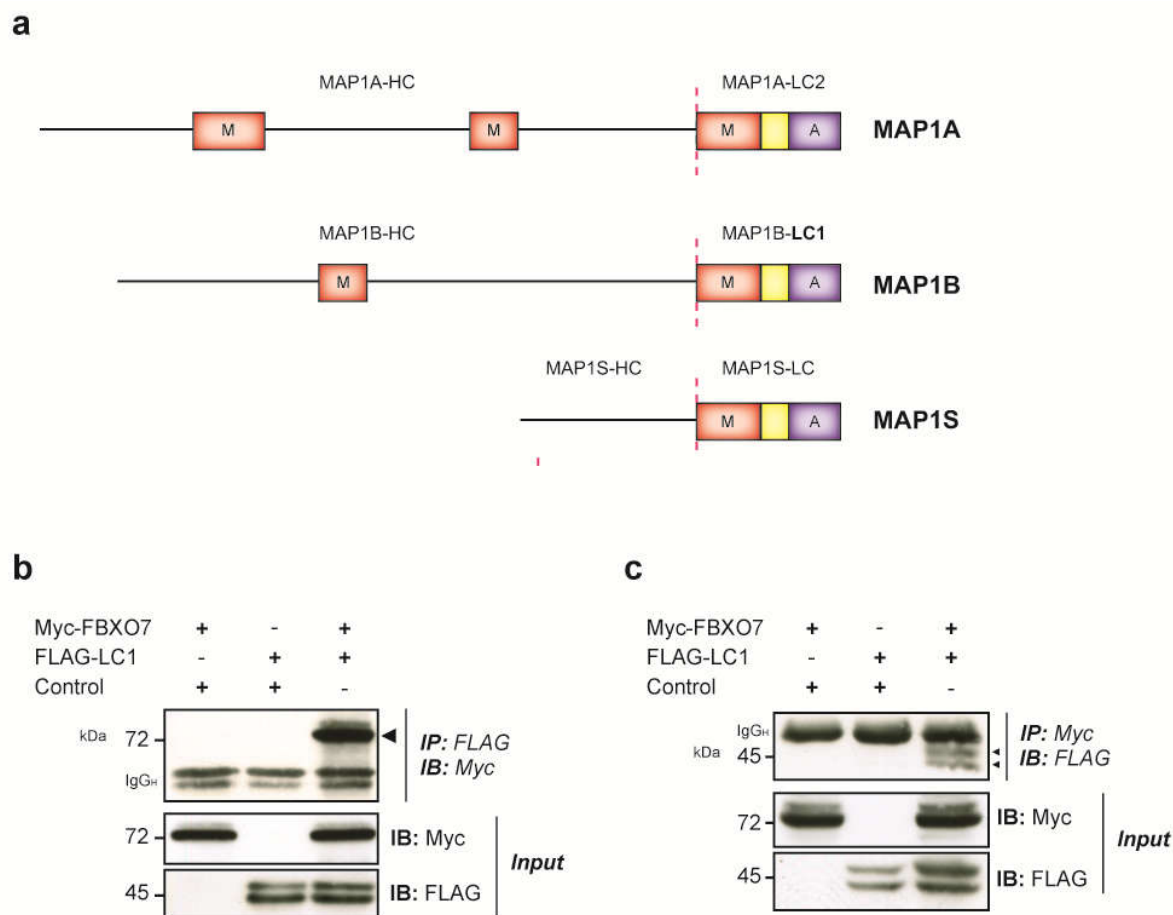 a
MAP1A-HC MAP1A-LC2
M M M A MAP1A
MAP1B-HC MAP1B-LC1
M M A MAP1B
MAP1S-HC MAP1S-LC
M A MAP1S
b
Myc-FBXO7 + - +
FLAG-LC1 - + +
Control + + -
kDa 72
IgGH
IP: FLAG
IB: Myc
72 IB: Myc
45 IB: FLAG
Input
c
Myc-FBXO7 + - +
FLAG-LC1 - + +
Control + + -
IgGH
kDa 45
IP: Myc
IB: FLAG
72 IB: Myc
45 IB: FLAG
Input